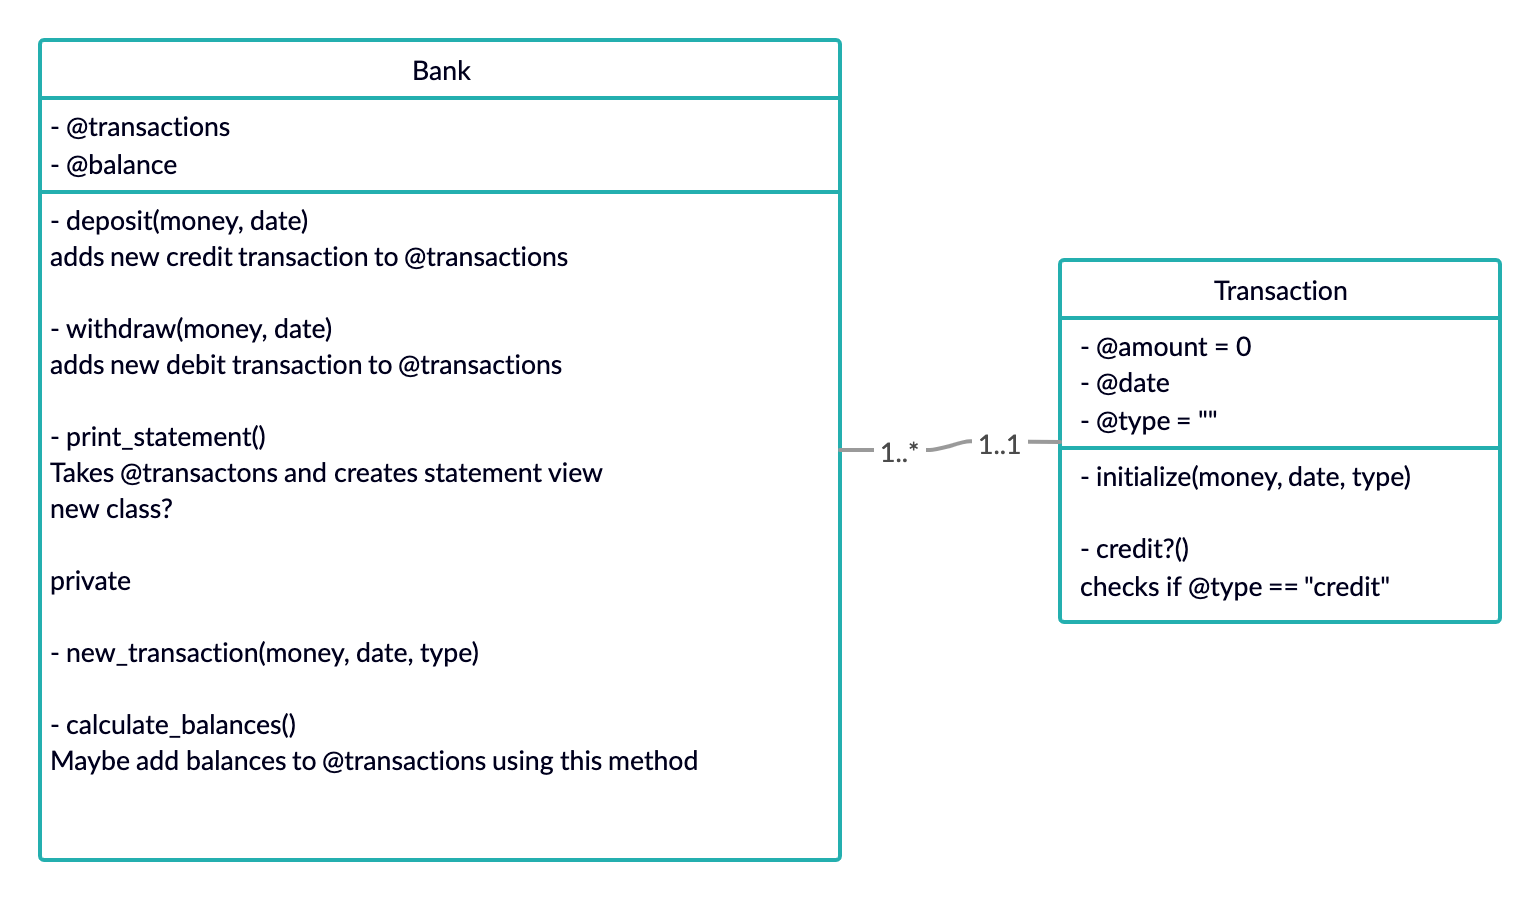 Bank
- @transactions
- @balance
- deposit(money, date)
adds new credit transaction to @transactions
- withdraw(money, date)
adds new debit transaction to @transactions
- print_statement()
Takes @transactons and creates statement view
new class?
private
- new_transaction(money, date, type)
- calculate_balances()
Maybe add balances to @transactions using this method
1..*
1..1
Transaction
- @amount = 0
- @date
- @type = ""
- initialize(money, date, type)
- credit?()
checks if @type == "credit"